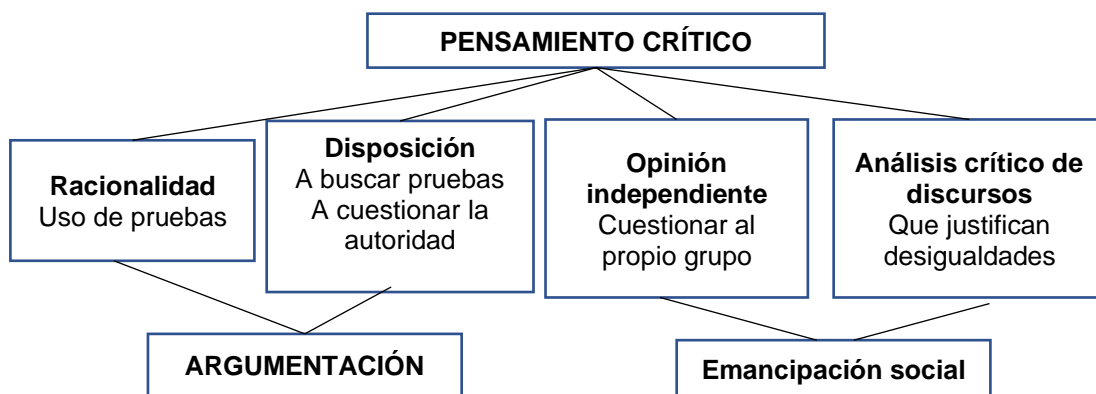 PENSAMIENTO CRÍTICO
Racionalidad
Uso de pruebas
Disposición
A buscar pruebas
A cuestionar la
autoridad
Opinión
independiente
Cuestionar al
propio grupo
Análisis crítico de
discursos
Que justifican
desigualdades
ARGUMENTACIÓN
Emancipación social